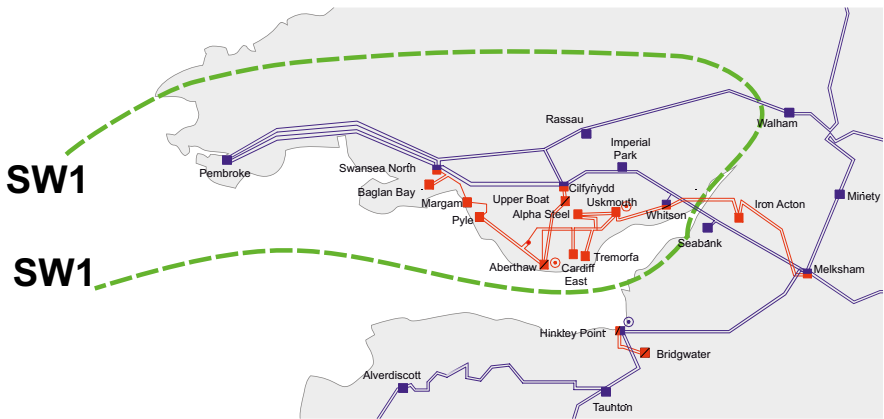 Rassau
Walham
Imperial
Park
SW1
Pembroke
Swansea North
Baglan Bay
Cilfynydd
Upper Boat
Uskmouth
Margam
Alpha Steel
Whitson
Iron Acton
Minety
Pyle
Seabank
Aberthaw
Cardiff
East
Tremorfa
SW1
Melksham
Hinkley Point
Bridgwater
Alverdiscott
Tauhton